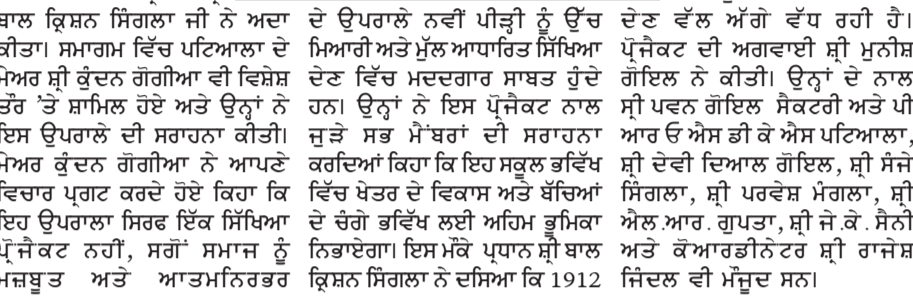 ਬਾਲ ਕ੍ਰਿਸ਼ਨ ਸਿੰਗਲਾ ਜੀ ਨੇ ਅਦਾ
ਕੀਤਾ। ਸਮਾਗਮ ਵਿੱਚ ਪਟਿਆਲਾ ਦੇ
ਮੇਅਰ ਸ਼੍ਰੀ ਕੁੰਦਨ ਗੋਗੀਆ ਵੀ ਵਿਸ਼ੇਸ਼
ਤੌਰ 'ਤੇ ਸ਼ਾਮਿਲ ਹੋਏ ਅਤੇ ਉਨ੍ਹਾਂ ਨੇ
ਇਸ ਉਪਰਾਲੇ ਦੀ ਸਰਾਹਨਾ ਕੀਤੀ।
ਮੇਅਰ ਕੁੰਦਨ ਗੋਗੀਆ ਨੇ ਆਪਣੇ
ਵਿਚਾਰ ਪ੍ਰਗਟ ਕਰਦੇ ਹੋਏ ਕਿਹਾ ਕਿ
ਇਹ ਉਪਰਾਲਾ ਸਿਰਫ ਇੱਕ ਸਿੱਖਿਆ
ਪ੍ਰੋਜੈਕਟ ਨਹੀਂ, ਸਗੋਂ ਸਮਾਜ ਨੂੰ
ਮਜ਼ਬੂਤ ਅਤੇ ਆਤਮਨਿਰਭਰ
ਦੇ ਉਪਰਾਲੇ ਨਵੀਂ ਪੀੜ੍ਹੀ ਨੂੰ ਉੱਚ
ਮਿਆਰੀ ਅਤੇ ਮੁੱਲ ਆਧਾਰਿਤ ਸਿੱਖਿਆ
ਦੇਣ ਵਿੱਚ ਮਦਦਗਾਰ ਸਾਬਤ ਹੁੰਦੇ
ਹਨ। ਉਨ੍ਹਾਂ ਨੇ ਇਸ ਪ੍ਰੋਜੈਕਟ ਨਾਲ
ਜੁੜੇ ਸਭ ਮੈਂਬਰਾਂ ਦੀ ਸਰਾਹਨਾ
ਕਰਦਿਆਂ ਕਿਹਾ ਕਿ ਇਹ ਸਕੂਲ ਭਵਿੱਖ
ਵਿੱਚ ਖੇਤਰ ਦੇ ਵਿਕਾਸ ਅਤੇ ਬੱਚਿਆਂ
ਦੇ ਚੰਗੇ ਭਵਿੱਖ ਲਈ ਅਹਿਮ ਭੂਮਿਕਾ
ਨਿਭਾਏਗਾ। ਇਸ ਮੌਕੇ ਪ੍ਰਧਾਨ ਸ਼੍ਰੀ ਬਾਲ
ਕ੍ਰਿਸ਼ਨ ਸਿੰਗਲਾ ਨੇ ਦਸਿਆ ਕਿ 1912
ਦੇਣ ਵੱਲ ਅੱਗੇ ਵੱਧ ਰਹੀ ਹੈ।
ਪ੍ਰੋਜੈਕਟ ਦੀ ਅਗਵਾਈ ਸ਼੍ਰੀ ਮੁਨੀਸ਼
ਗੋਇਲ ਨੇ ਕੀਤੀ। ਉਨ੍ਹਾਂ ਦੇ ਨਾਲ
ਸ੍ਰੀ ਪਵਨ ਗੋਇਲ ਸੈਕਟਰੀ ਅਤੇ ਪੀ
ਆਰ ਓ ਐਸ ਡੀ ਕੇ ਐਸ ਪਟਿਆਲਾ,
ਸ਼੍ਰੀ ਦੇਵੀ ਦਿਆਲ ਗੋਇਲ, ਸ਼੍ਰੀ ਸੰਜੇ
ਸਿੰਗਲਾ, ਸ਼੍ਰੀ ਪਰਵੇਸ਼ ਮੰਗਲਾ, ਸ਼੍ਰੀ
ਐਲ.ਆਰ. ਗੁਪਤਾ, ਸ਼੍ਰੀ ਜੇ.ਕੇ. ਸੈਨੀ
ਅਤੇ ਕੋਆਰਡੀਨੇਟਰ ਸ਼੍ਰੀ ਰਾਜੇਸ਼
ਜਿੰਦਲ ਵੀ ਮੌਜੂਦ ਸਨ।